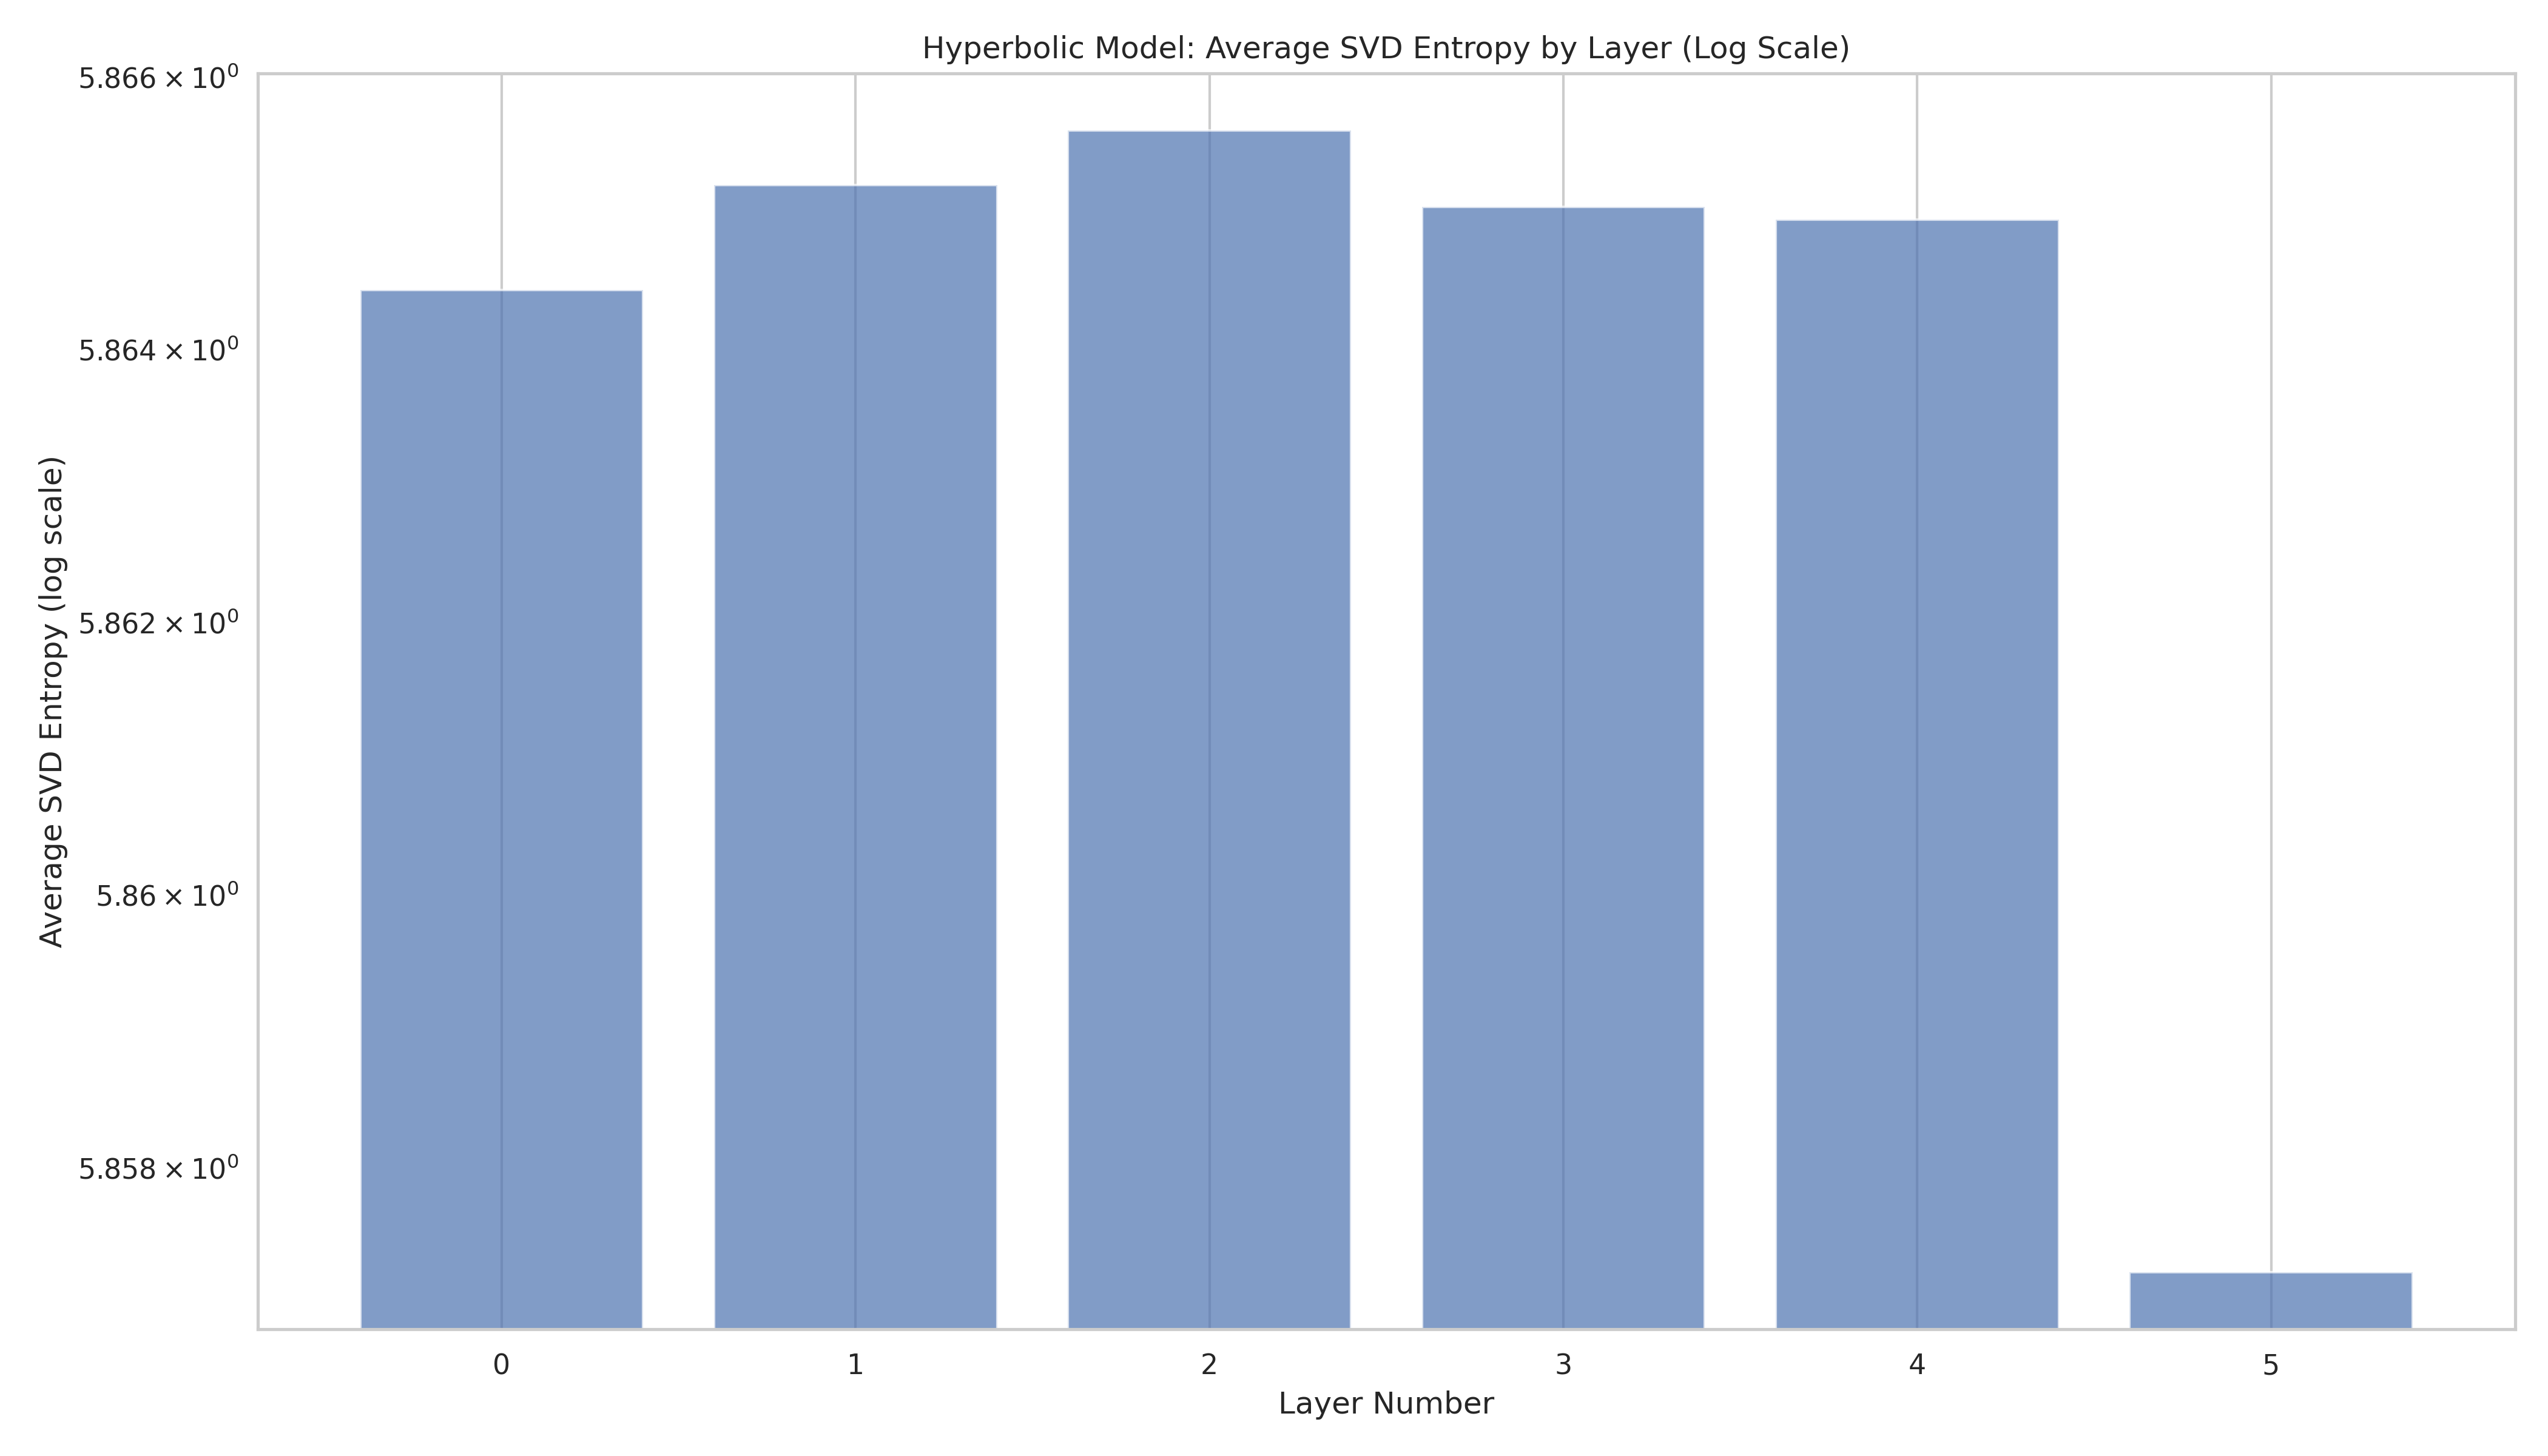 Hyperbolic Model: Average SVD Entropy by Layer (Log Scale)
Average SVD Entropy (log scale)
5.866 × 10⁰
5.864 × 10⁰
5.862 × 10⁰
5.86 × 10⁰
5.858 × 10⁰
0 1 2 3 4 5
Layer Number